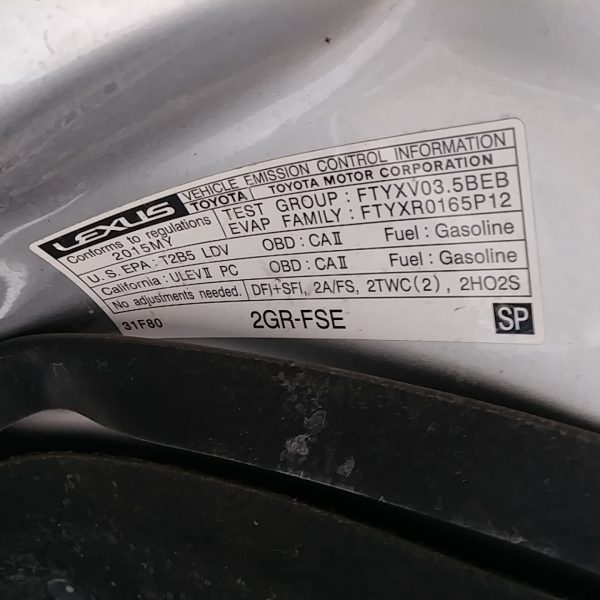 LEXUS VEHICLE EMISSION CONTROL INFORMATION
TOYOTA TOYOTA MOTOR CORPORATION
Conforms to regulations TEST GROUP : FTYXV03.5BEB
2015MY EVAP FAMILY : FTYXR0165P12
U.S. EPA : T2B5 LDV OBD : CAII Fuel : Gasoline
California : ULEVII PC OBD : CAII Fuel : Gasoline
No adjustments needed. DFI+SFI, 2A/FS, 2TWC(2), 2HO2S
31F80 2GR-FSE SP